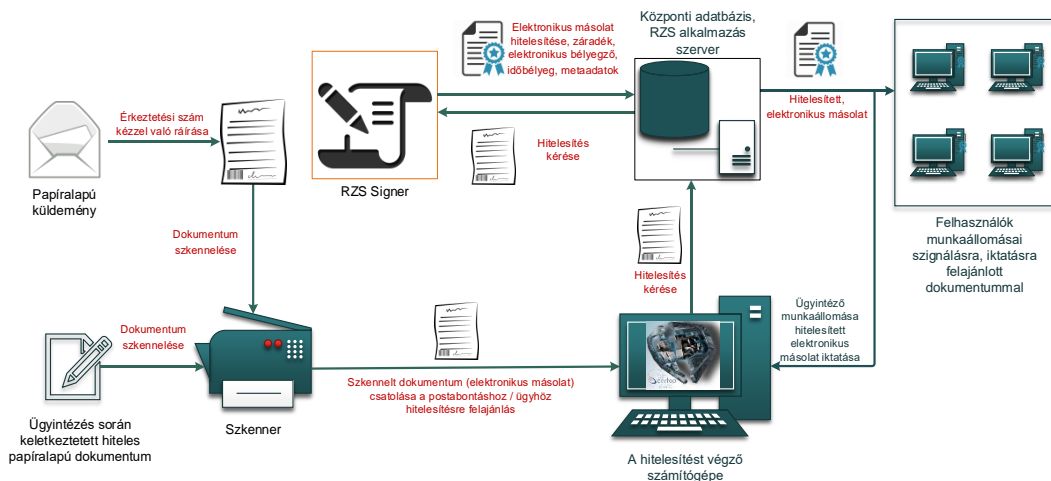 Központi adatbázis,
RZS alkalmazás
szerver
Elektronikus másolat
hitelesítése, záradék,
elektronikus bélyegző,
időbélyeg, metaadatok
Érkeztetési szám
kézzel való ráírása
Hitelesített,
elektronikus másolat
Hitelesítés
kérése
Papíralapú
küldemény
RZS Signer
Felhasználók
munkaállomásai
szignálásra, iktatásra
felajánlott
dokumentummal
Dokumentum
szkennelése
Hitelesítés
kérése
Ügyintéző
munkaállomása
hitelesített
elektronikus
másolat iktatása
Dokumentum
szkennelése
Szkennelt dokumentum (elektronikus másolat)
csatolása a postabontáshoz / ügyhöz
hitelesítésre felajánlás
Szkenner
Ügyintézés során
keletkeztetett hiteles
papíralapú dokumentum
A hitelesítést végző
számítógépe